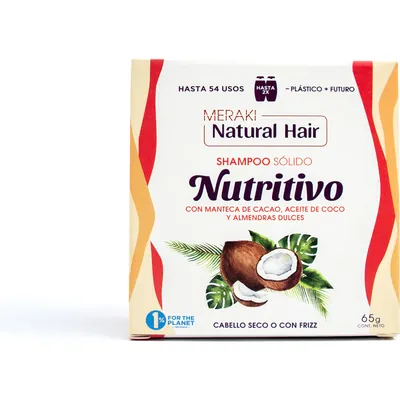 HASTA 54 USOS
HASTA
2X
- PLÁSTICO + FUTURO
MERAKI
Natural Hair
SHAMPOO SÓLIDO
Nutritivo
CON MANTECA DE CACAO, ACEITE DE COCO
Y ALMENDRAS DULCES
1%
FOR THE
PLANET
CABELLO SECO O CON FRIZZ
65g
CONT. NETO